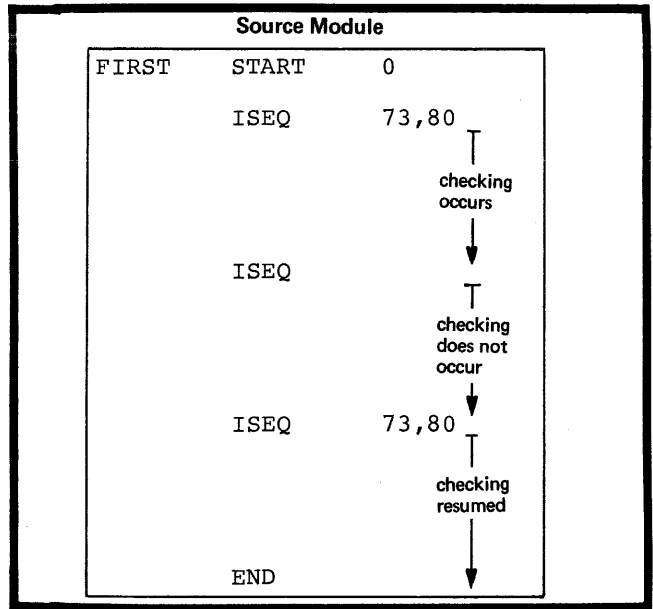 Source Module
FIRST START 0
ISEQ 73,80
checking
occurs
ISEQ
checking
does not
occur
ISEQ 73,80
checking
resumed
END